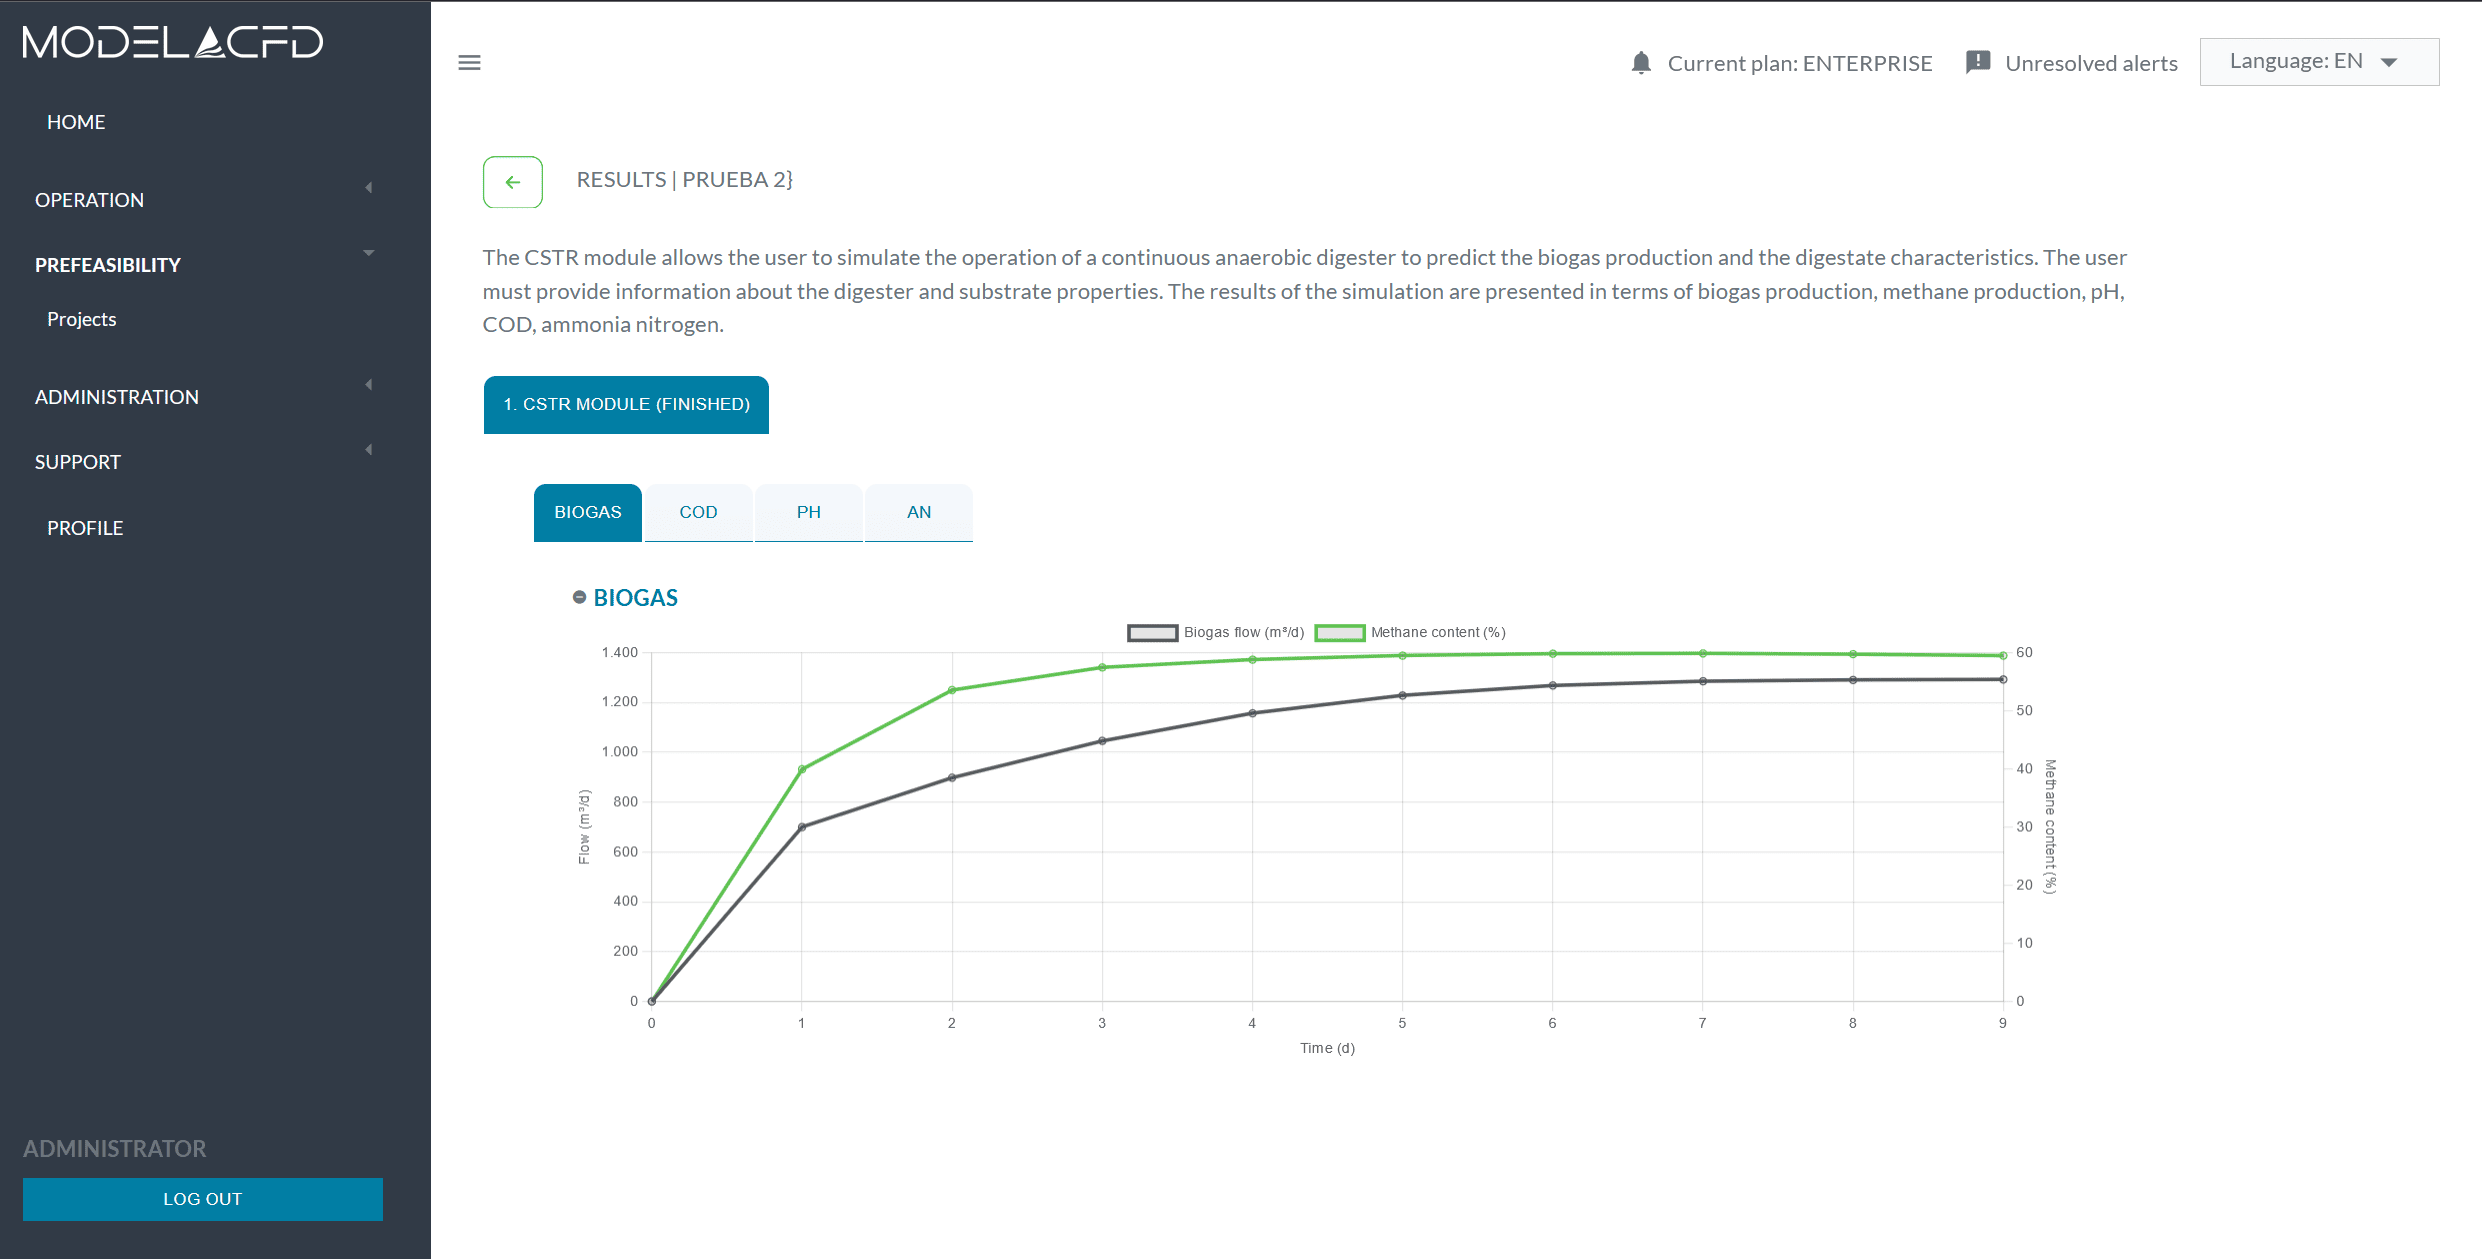 MODELACFD
Current plan: ENTERPRISE
Unresolved alerts
Language: EN
HOME
OPERATION
PREFEASIBILITY
Projects
ADMINISTRATION
SUPPORT
PROFILE
ADMINISTRATOR
LOG OUT
RESULTS | PRUEBA 2}
The CSTR module allows the user to simulate the operation of a continuous anaerobic digester to predict the biogas production and the digestate characteristics. The user
must provide information about the digester and substrate properties. The results of the simulation are presented in terms of biogas production, methane production, pH,
COD, ammonia nitrogen.
1. CSTR MODULE (FINISHED)
BIOGAS COD PH AN
BIOGAS
Biogas flow (m³/d) Methane content (%)
Flow (m³/d)
1.400
1.200
1.000
800
600
400
200
0
60
50
40
30
20
10
0
Methane content (%)
0 1 2 3 4 5 6 7 8 9
Time (d)